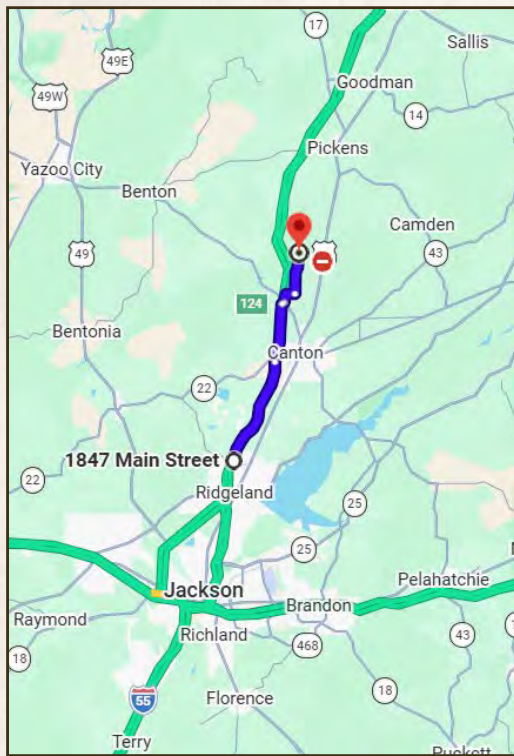 17
Sallis
49E
Goodman
49W
14
Pickens
Yazoo City
Benton
Camden
43
49
124
Bentonia
Canton
22
1847 Main Street
22
Ridgeland
25
25
Jackson
Pelahatchie
Brandon
Raymond
Richland
43
18
468
18
55
Florence
Terry
Puckett